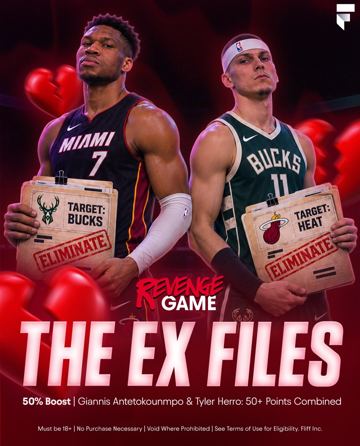 MIAMI
7
BUCKS
11
TARGET:
BUCKS
ELIMINATE
TARGET:
HEAT
ELIMINATE
REVENGE
GAME
THE EX FILES
50% Boost | Giannis Antetokounmpo & Tyler Herro: 50+ Points Combined
Must be 18+ | No Purchase Necessary | Void Where Prohibited | See Terms of Use for Eligibility. Fliff Inc.